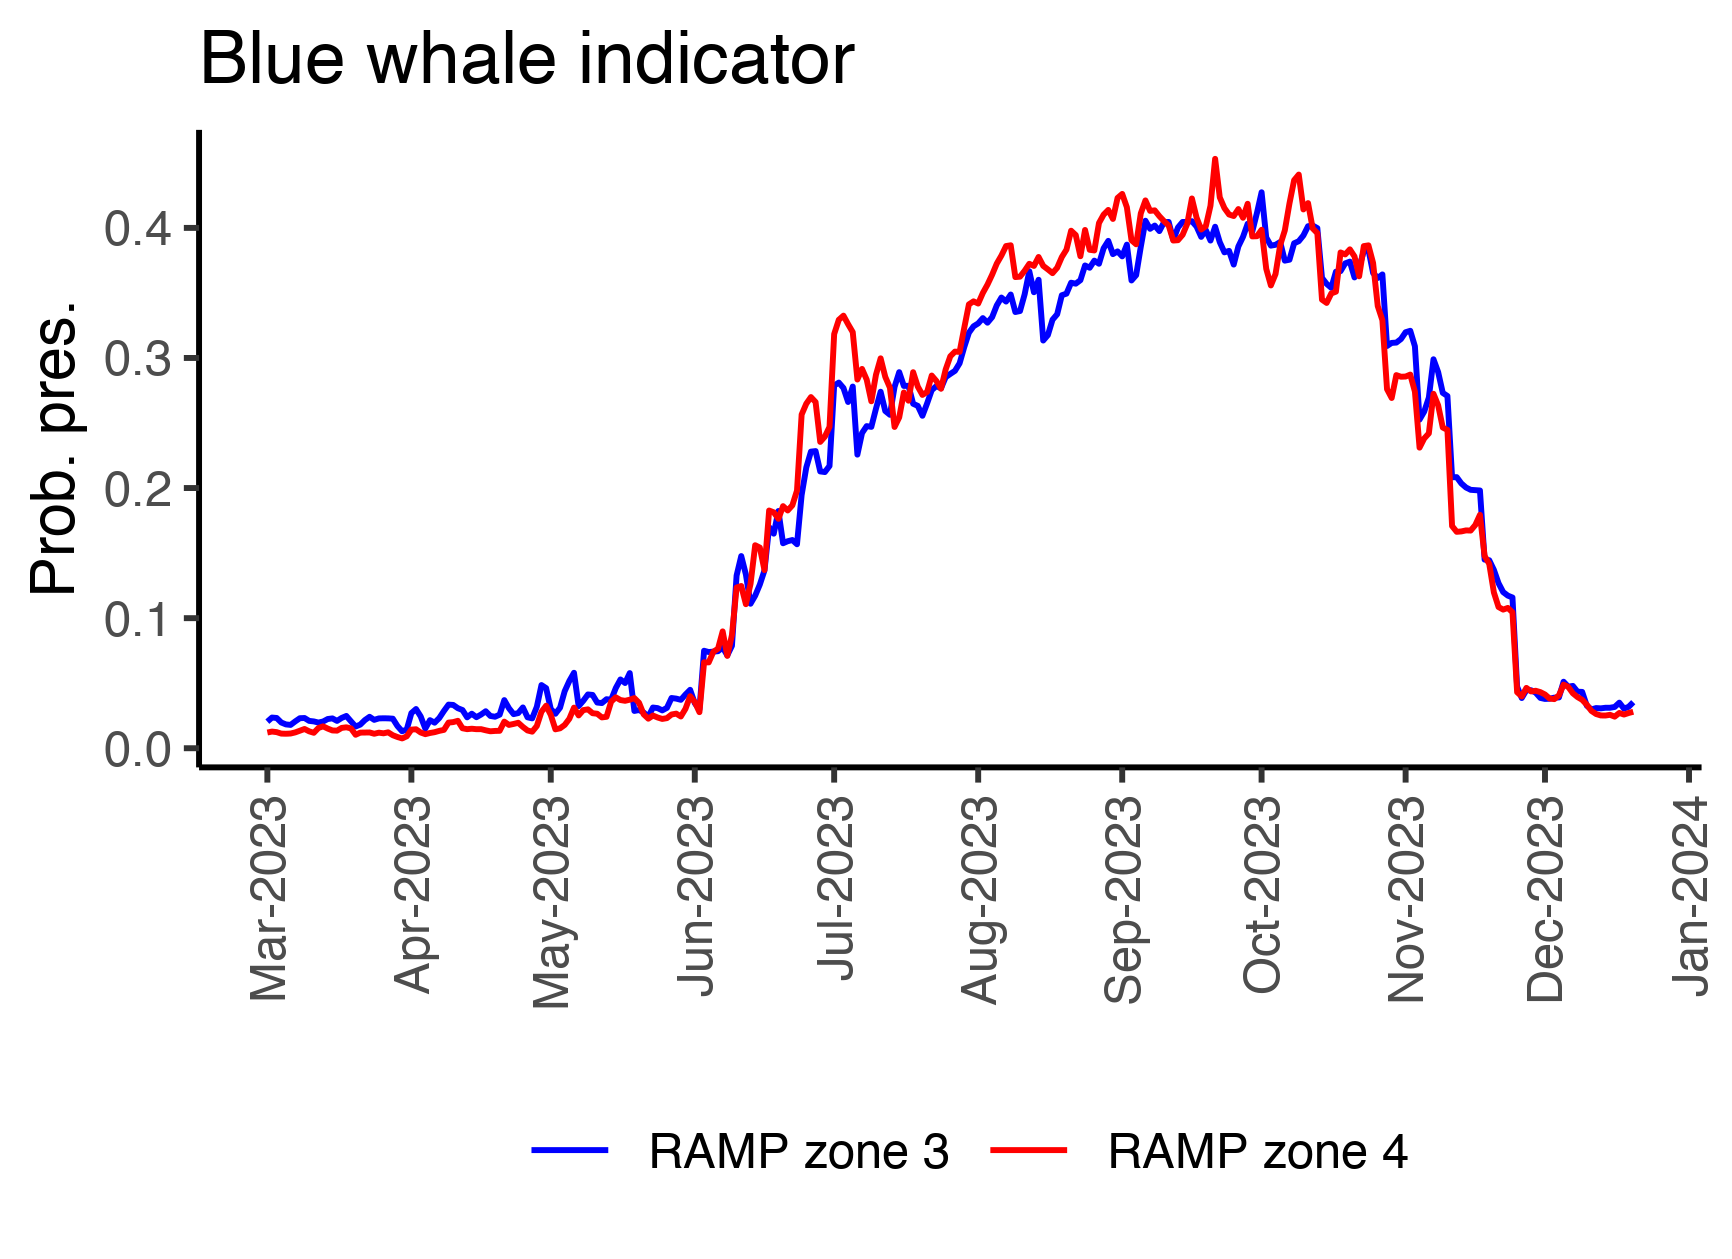 Blue whale indicator
Prob. pres.
0.4
0.3
0.2
0.1
0.0
Mar-2023
Apr-2023
May-2023
Jun-2023
Jul-2023
Aug-2023
Sep-2023
Oct-2023
Nov-2023
Dec-2023
Jan-2024
RAMP zone 3
RAMP zone 4